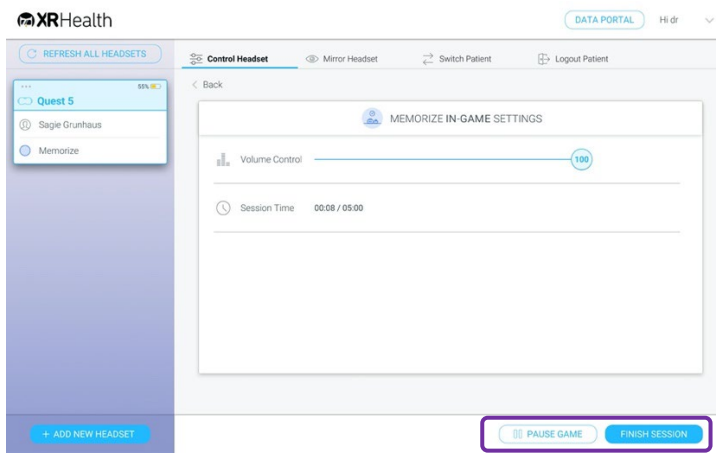 XRHealth
DATA PORTAL
Hi dr
REFRESH ALL HEADSETS
Control Headset
Mirror Headset
Switch Patient
Logout Patient
55%
Quest 5
Sagie Grunhaus
Memorize
Back
MEMORIZE IN-GAME SETTINGS
Volume Control
100
Session Time
00:08 / 05:00
+ ADD NEW HEADSET
PAUSE GAME
FINISH SESSION